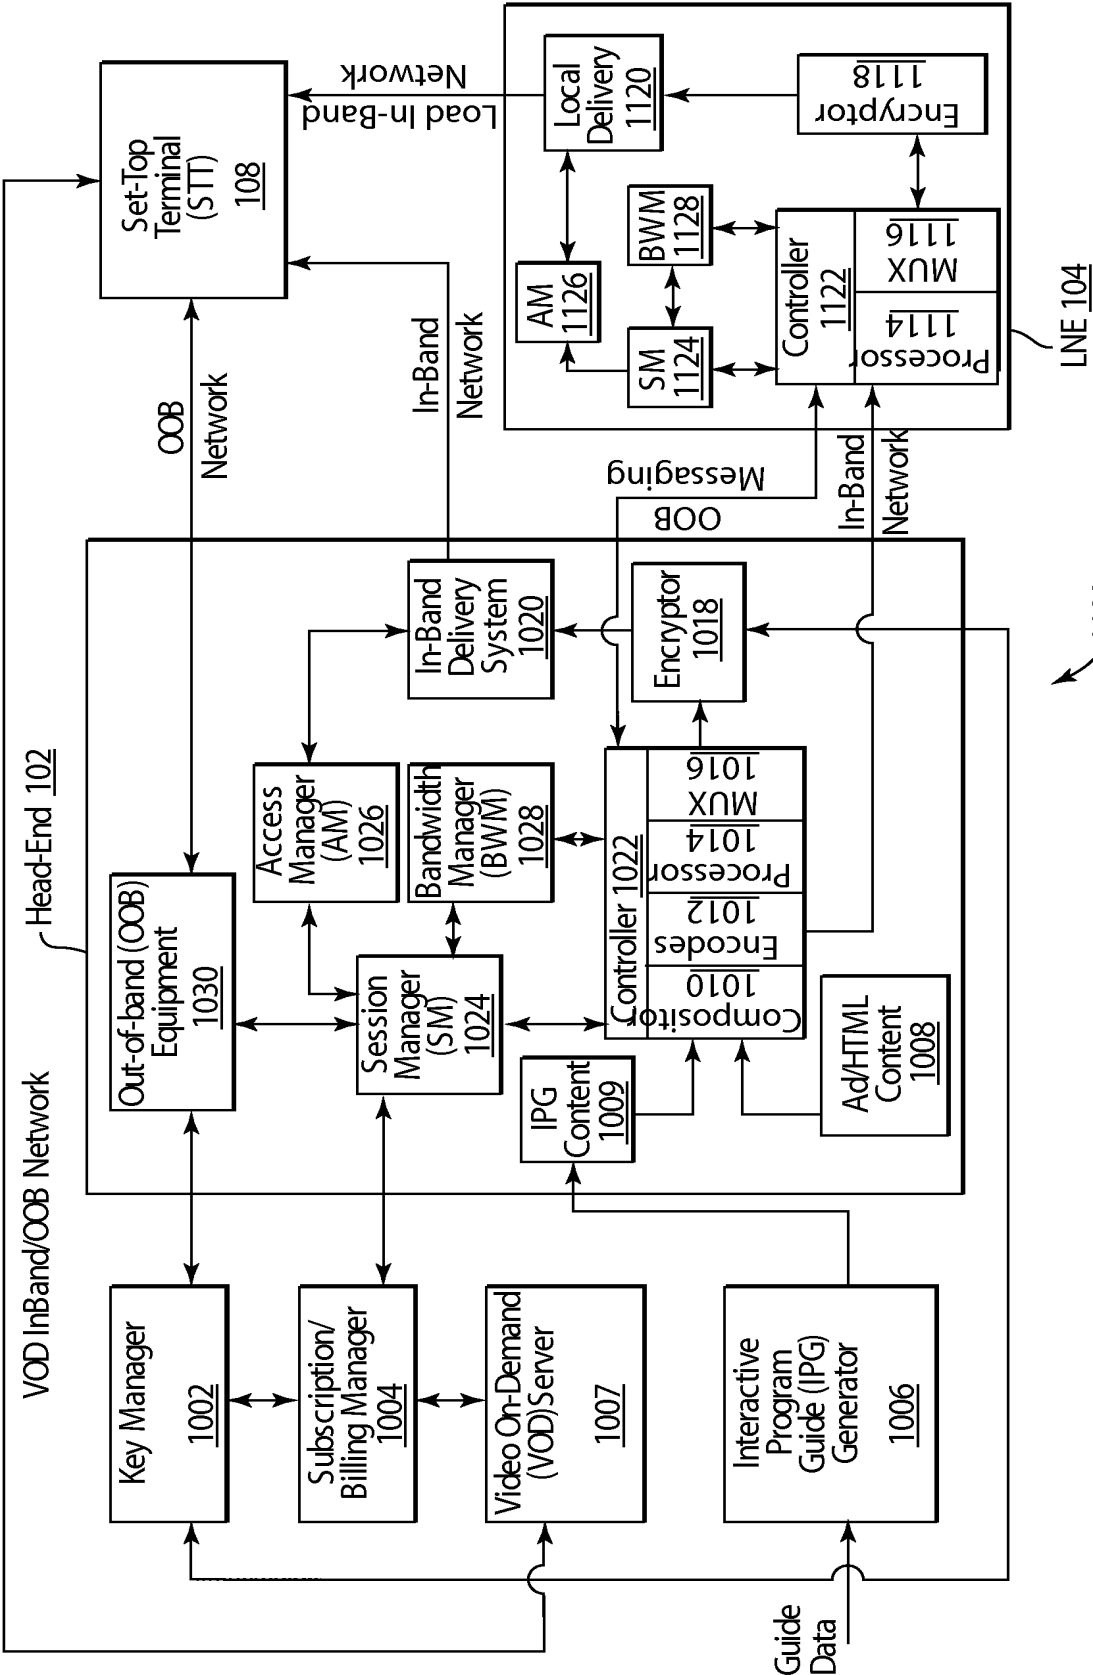 VOD InBand/OOB Network
Key Manager
1002
Subscription/
Billing Manager
1004
Video On-Demand
(VOD)Server
1007
Interactive
Program
Guide (IPG)
Generator
1006
Guide
Data
Head-End 102
Out-of-band (OOB)
Equipment
1030
Access
Manager
(AM)
1026
Session
Manager
(SM)
1024
Bandwidth
Manager
(BWM)
1028
In-Band
Delivery
System
1020
IPG
Content
1009
Controller 1022
Compositor
1010
Encodes
1012
Processor
1014
MUX
1016
Encryptor
1018
Ad/HTML
Content
1008
OOB
Network
In-Band
Network
OOB
Messaging
In-Band
Network
Set-Top
Terminal
(STT)
108
Load In-Band
Network
Local
Delivery
1120
AM
1126
SM
1124
BWM
1128
Controller
1122
Processor
1114
MUX
1116
Encryptor
1118
LNE 104